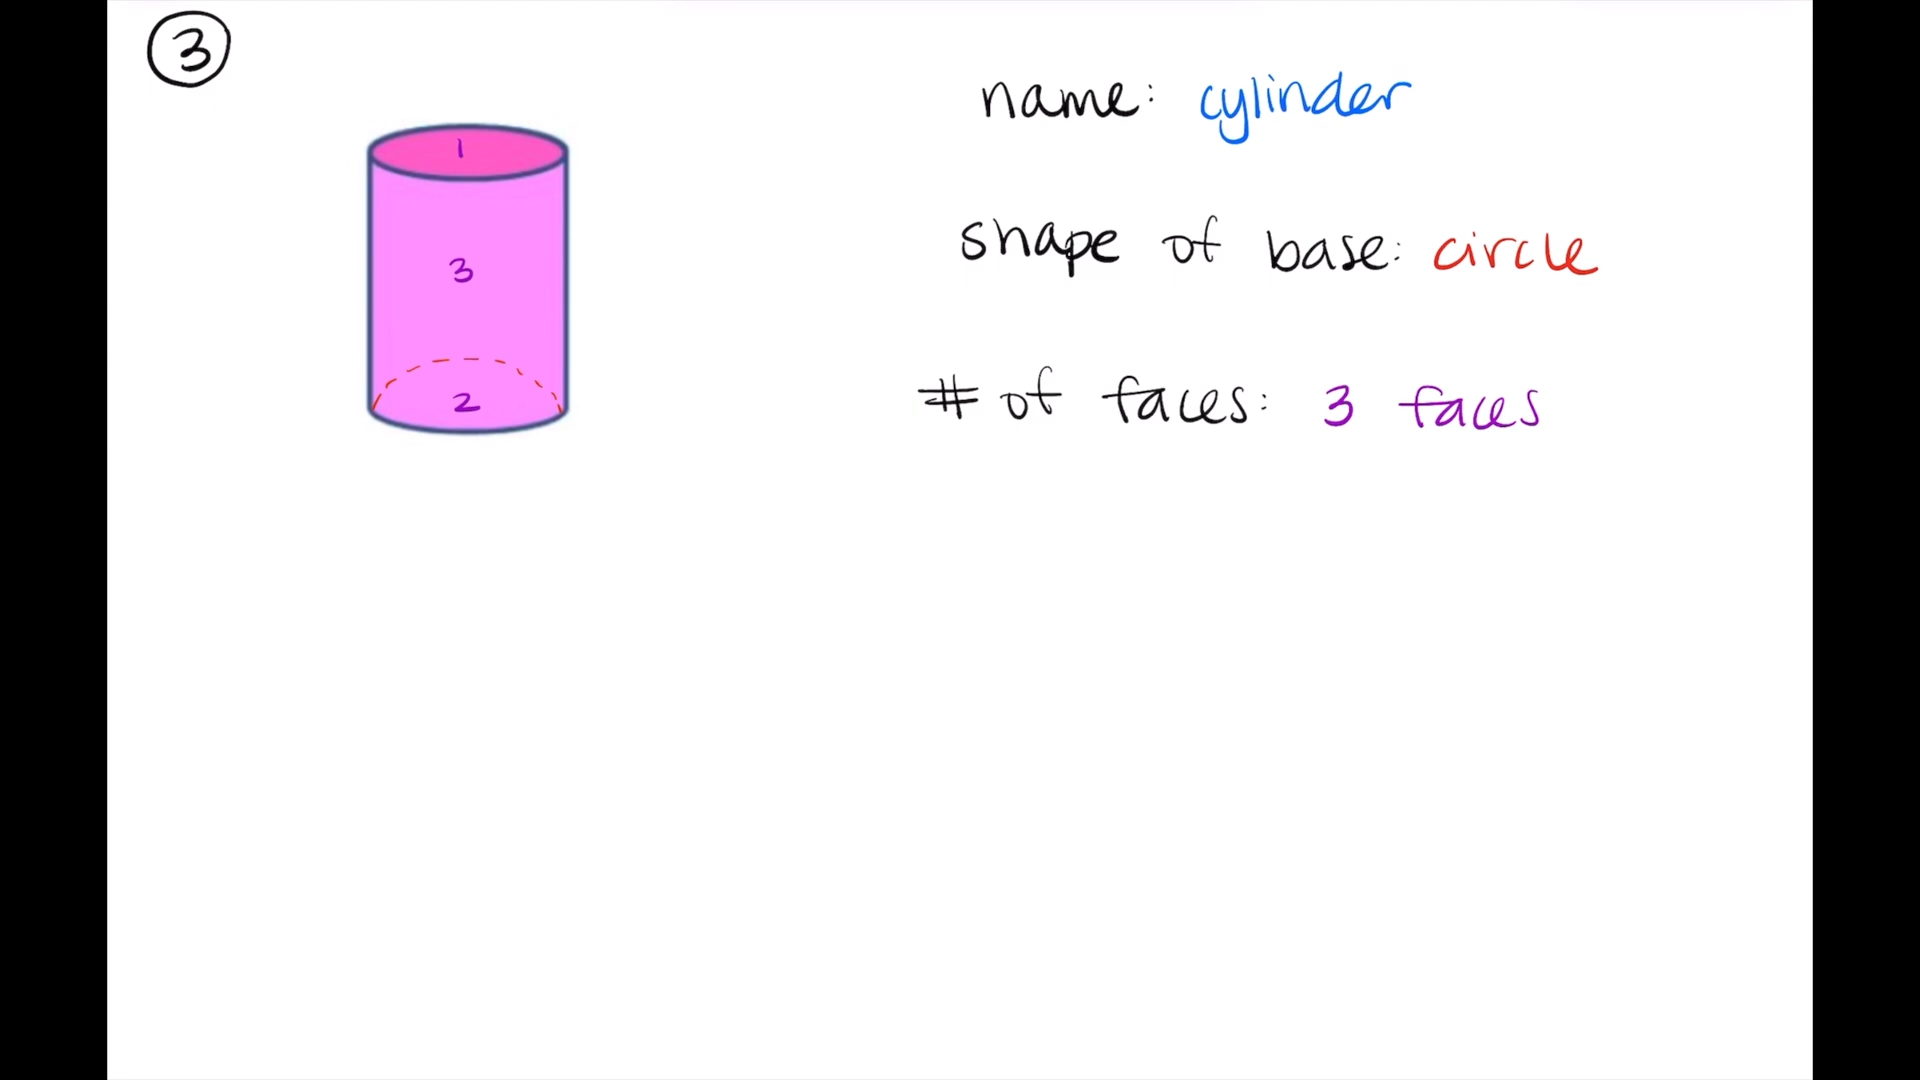 3
name: cylinder
1
shape of base: circle
3
# of faces: 3 faces
2